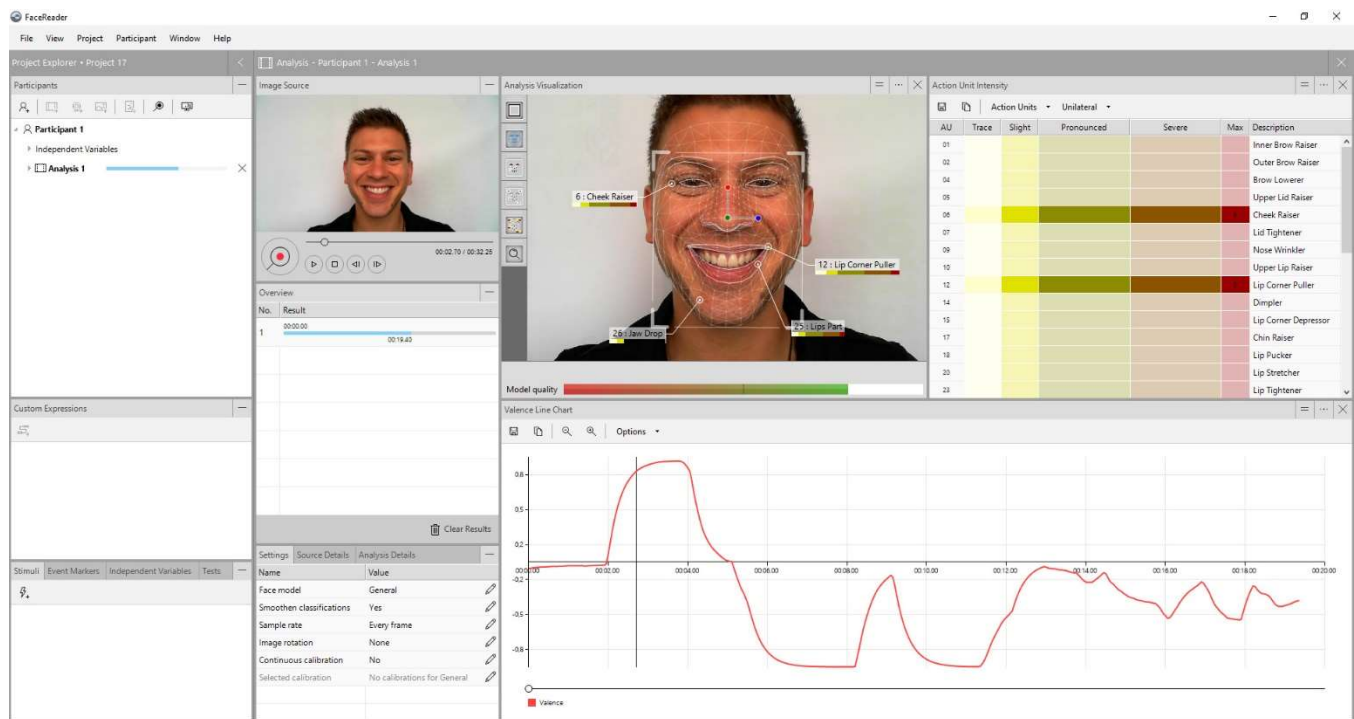 FaceReader
File View Project Participant Window Help
Project Explorer • Project 17
Analysis - Participant 1 - Analysis 1
Participants
Participant 1
Independent Variables
Analysis 1
Custom Expressions
Stimuli Event Markers Independent Variables Tests
Image Source
00:02.70 / 00:32.25
Overview
No. Result
1 00:00.00
00:19.40
Clear Results
Settings Source Details Analysis Details
Name Value
Face model General
Smoothen classifications Yes
Sample rate Every frame
Image rotation None
Continuous calibration No
Selected calibration No calibrations for General
Analysis Visualization
6 : Cheek Raiser
12 : Lip Corner Puller
25 : Lips Part
26 : Jaw Drop
Model quality
Action Unit Intensity
Action Units Unilateral
AU Trace Slight Pronounced Severe Max Description
01 Inner Brow Raiser
02 Outer Brow Raiser
04 Brow Lowerer
05 Upper Lid Raiser
06 Cheek Raiser
07 Lid Tightener
09 Nose Wrinkler
10 Upper Lip Raiser
12 Lip Corner Puller
14 Dimpler
15 Lip Corner Depressor
17 Chin Raiser
18 Lip Pucker
20 Lip Stretcher
23 Lip Tightener
Valence Line Chart
Options
0.8
0.5
0.2
00:00.00 00:02.00 00:04.00 00:06.00 00:08.00 00:10.00 00:12.00 00:14.00 00:16.00 00:18.00 00:20.00
-0.2
-0.5
-0.8
Valence